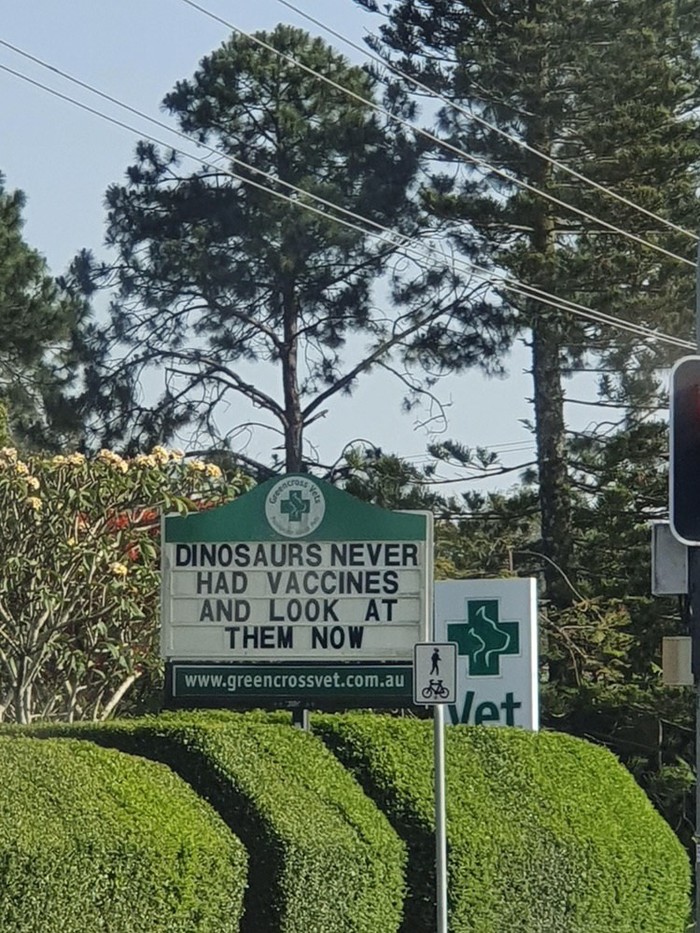 Greencross Vets
DINOSAURS NEVER
HAD VACCINES
AND LOOK AT
THEM NOW
www.greencrossvet.com.au
Vet